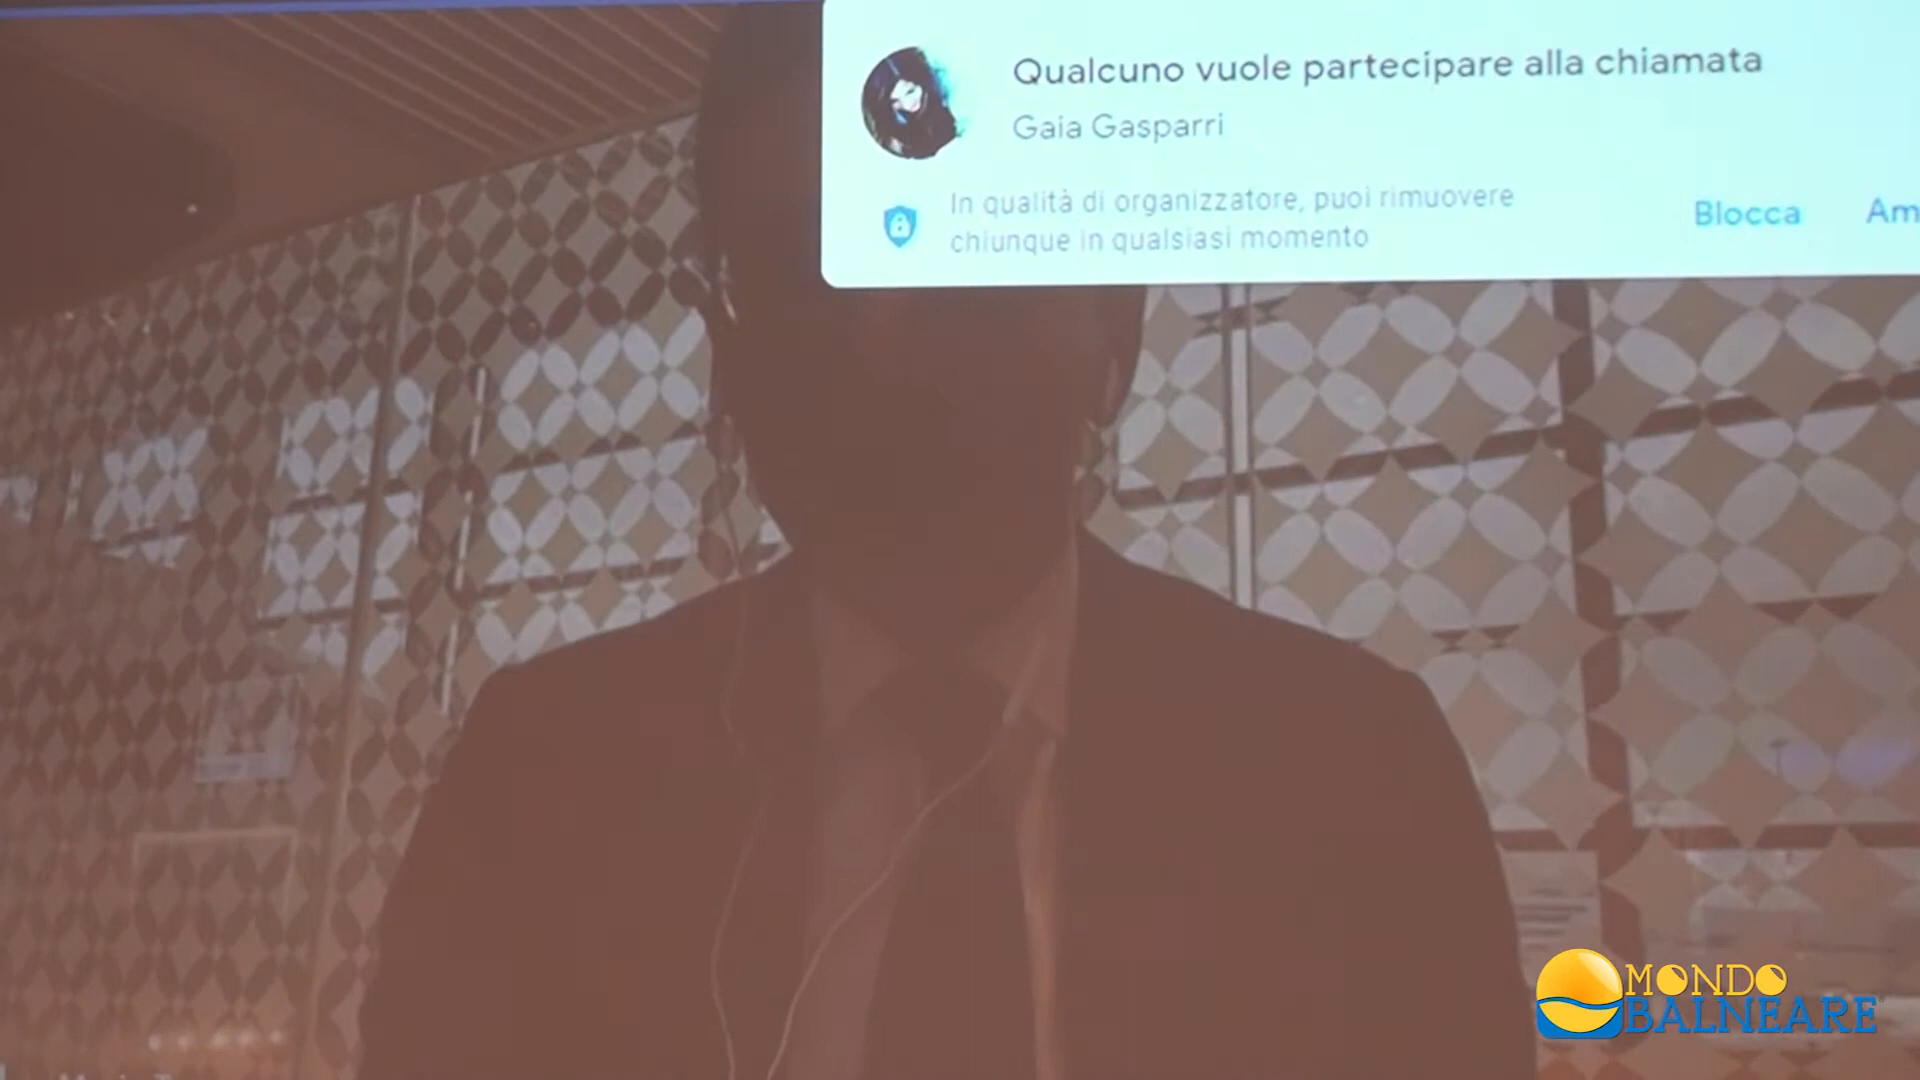 Qualcuno vuole partecipare alla chiamata
Gaia Gasparri
In qualità di organizzatore, puoi rimuovere
chiunque in qualsiasi momento
Blocca
Am
MONDO
BALNEARE